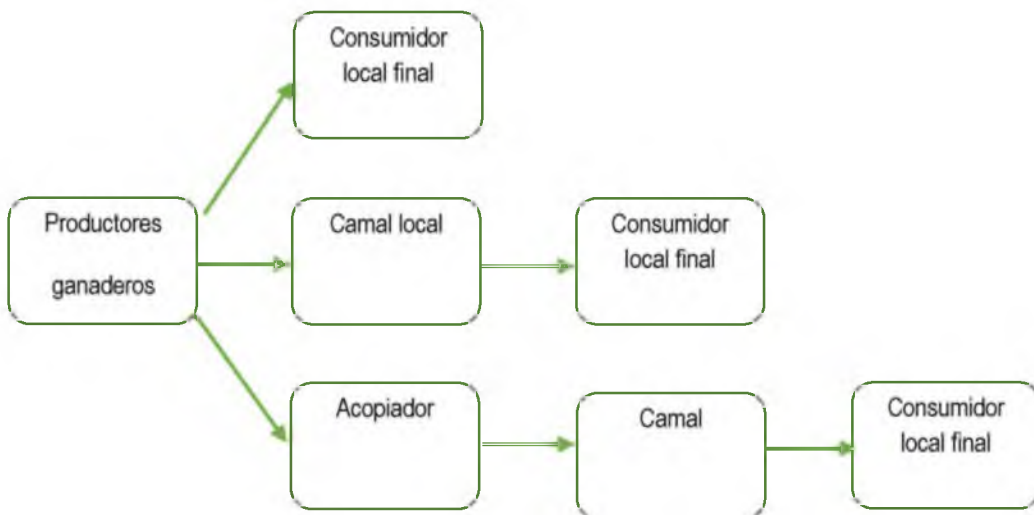 Consumidor
local final
Productores
ganaderos
Camal local
Consumidor
local final
Acopiador
Camal
Consumidor
local final